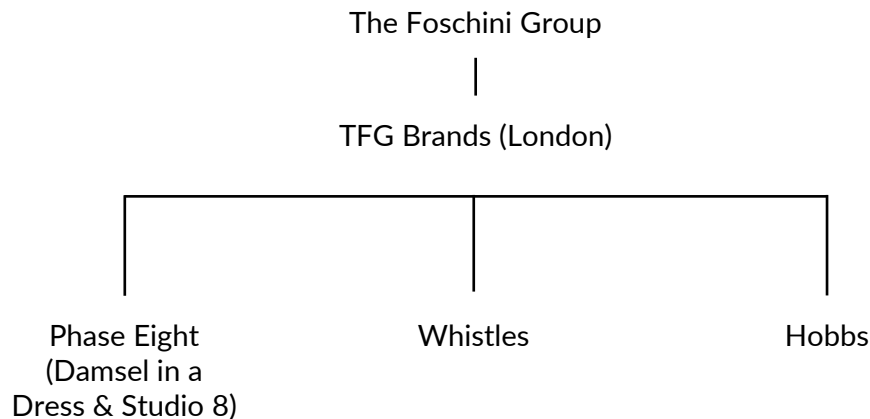 The Foschini Group
TFG Brands (London)
Phase Eight
(Damsel in a
Dress & Studio 8)
Whistles
Hobbs